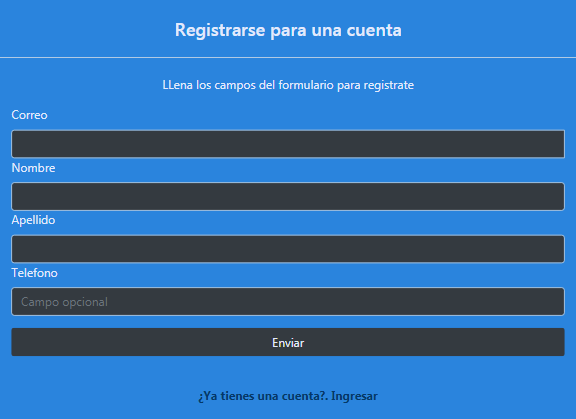 Registrarse para una cuenta
LLena los campos del formulario para registrate
Correo
Nombre
Apellido
Telefono
Campo opcional
Enviar
¿Ya tienes una cuenta?. Ingresar